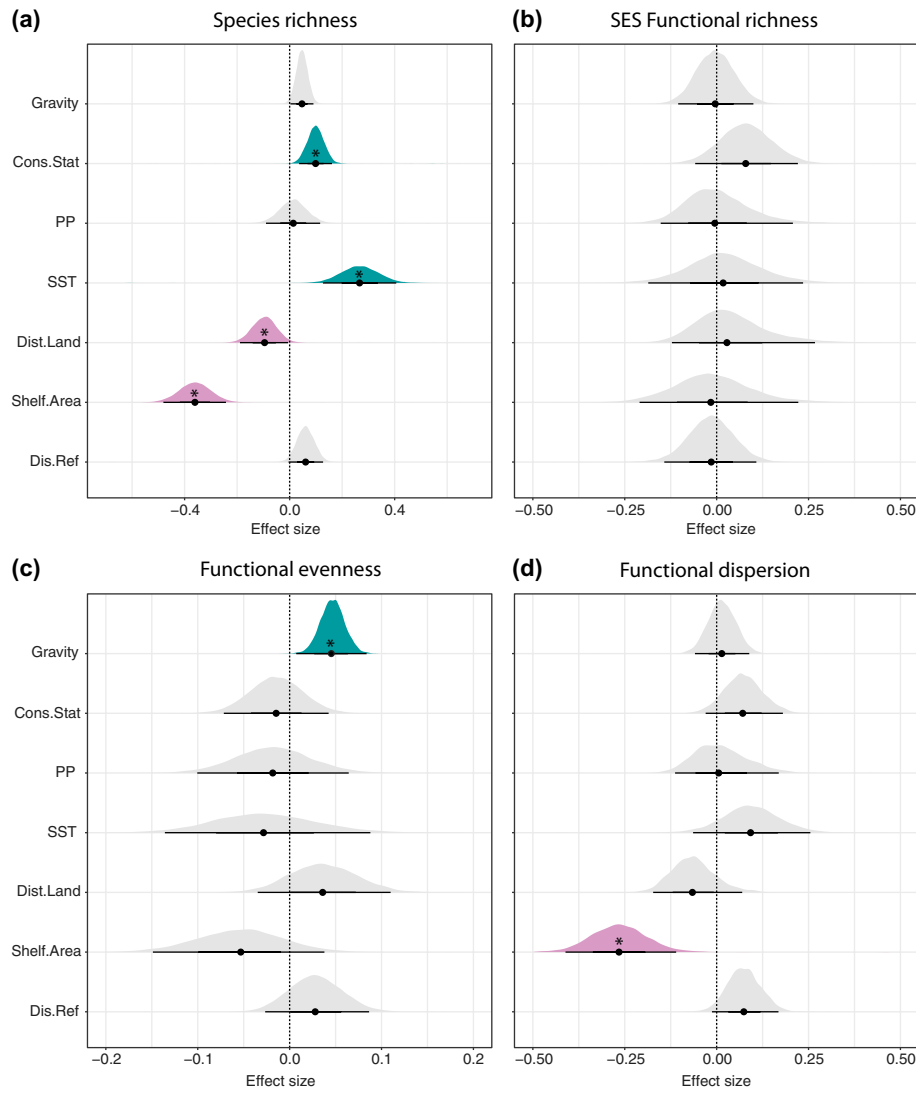 (a) Species richness
Gravity
Cons.Stat
PP
SST
Dist.Land
Shelf.Area
Dis.Ref
*
*
*
*
−0.4 0.0 0.4
Effect size
(b) SES Functional richness
−0.50 −0.25 0.00 0.25 0.50
Effect size
(c) Functional evenness
Gravity
Cons.Stat
PP
SST
Dist.Land
Shelf.Area
Dis.Ref
*
−0.2 −0.1 0.0 0.1 0.2
Effect size
(d) Functional dispersion
*
−0.50 −0.25 0.00 0.25 0.50
Effect size